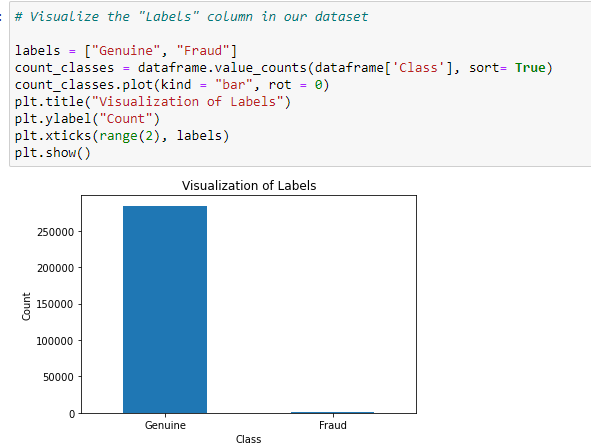 # Visualize the "Labels" column in our dataset
labels = ["Genuine", "Fraud"]
count_classes = dataframe.value_counts(dataframe['Class'], sort= True)
count_classes.plot(kind = "bar", rot = 0)
plt.title("Visualization of Labels")
plt.ylabel("Count")
plt.xticks(range(2), labels)
plt.show()
Visualization of Labels
250000
200000
150000
100000
50000
0
Count
Genuine Fraud
Class